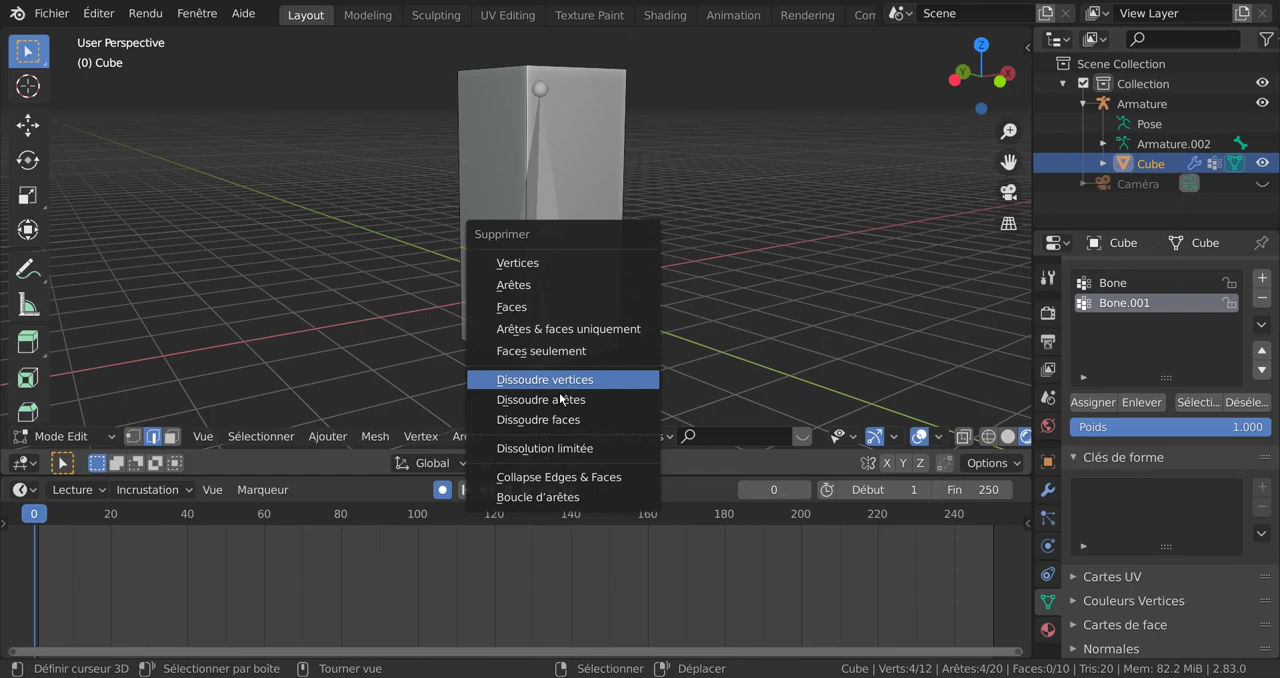 Fichier Éditer Rendu Fenêtre Aide Layout Modeling Sculpting UV Editing Texture Paint Shading Animation Rendering Com Scene View Layer
User Perspective
(0) Cube
Z
Y
X
Scene Collection
Collection
Armature
Pose
Armature.002
Cube
Caméra
Cube Cube
Bone
Bone.001
Assigner Enlever Sélecti... Déséle...
Poids 1.000
Clés de forme
Cartes UV
Couleurs Vertices
Cartes de face
Normales
Supprimer
Vertices
Arêtes
Faces
Arêtes & faces uniquement
Faces seulement
Dissoudre vertices
Dissoudre arêtes
Dissoudre faces
Dissolution limitée
Collapse Edges & Faces
Boucle d'arêtes
Mode Edit Vue Sélectionner Ajouter Mesh Vertex
Global X Y Z Options
Lecture Incrustation Vue Marqueur 0 Début 1 Fin 250
0 20 40 60 80 100 120 140 160 180 200 220 240
Définir curseur 3D Sélectionner par boîte Tourner vue Sélectionner Déplacer Cube | Verts:4/12 | Arêtes:4/20 | Faces:0/10 | Tris:20 | Mem: 82.2 MiB | 2.83.0